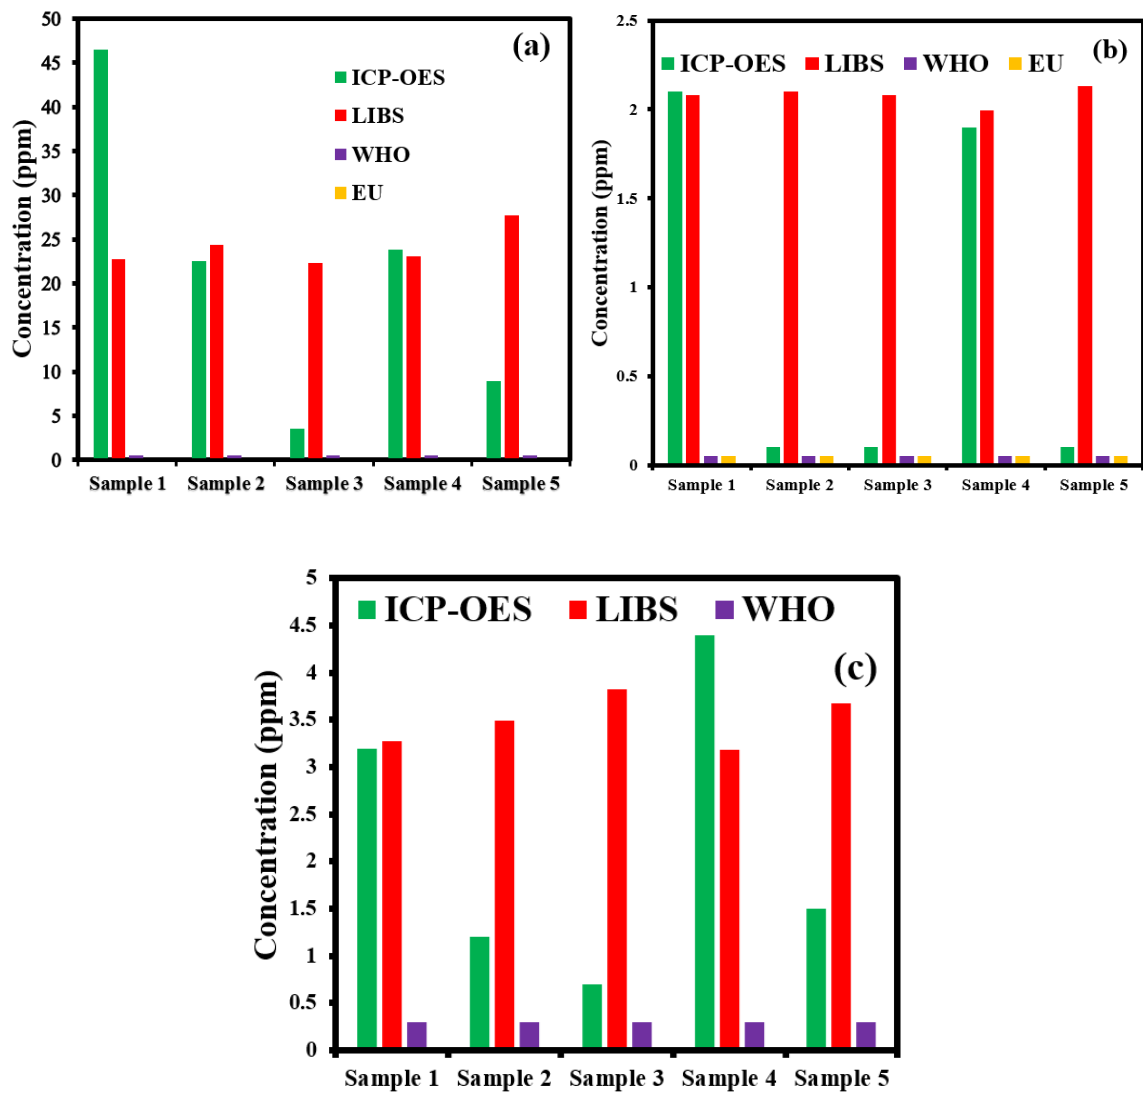 (a)
ICP-OES
LIBS
WHO
EU
Concentration (ppm)
50
45
40
35
30
25
20
15
10
5
0
Sample 1 Sample 2 Sample 3 Sample 4 Sample 5
(b)
ICP-OES LIBS WHO EU
Concentration (ppm)
2.5
2
1.5
1
0.5
0
Sample 1 Sample 2 Sample 3 Sample 4 Sample 5
ICP-OES LIBS WHO
(c)
Concentration (ppm)
5
4.5
4
3.5
3
2.5
2
1.5
1
0.5
0
Sample 1 Sample 2 Sample 3 Sample 4 Sample 5